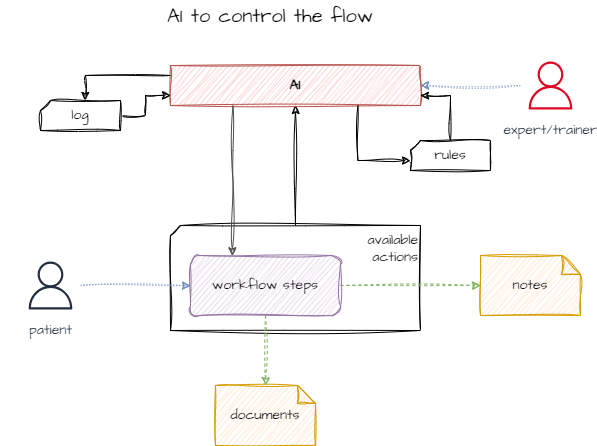 AI to control the flow
AI
log
expert/trainer
rules
available
actions
workflow steps
notes
patient
documents